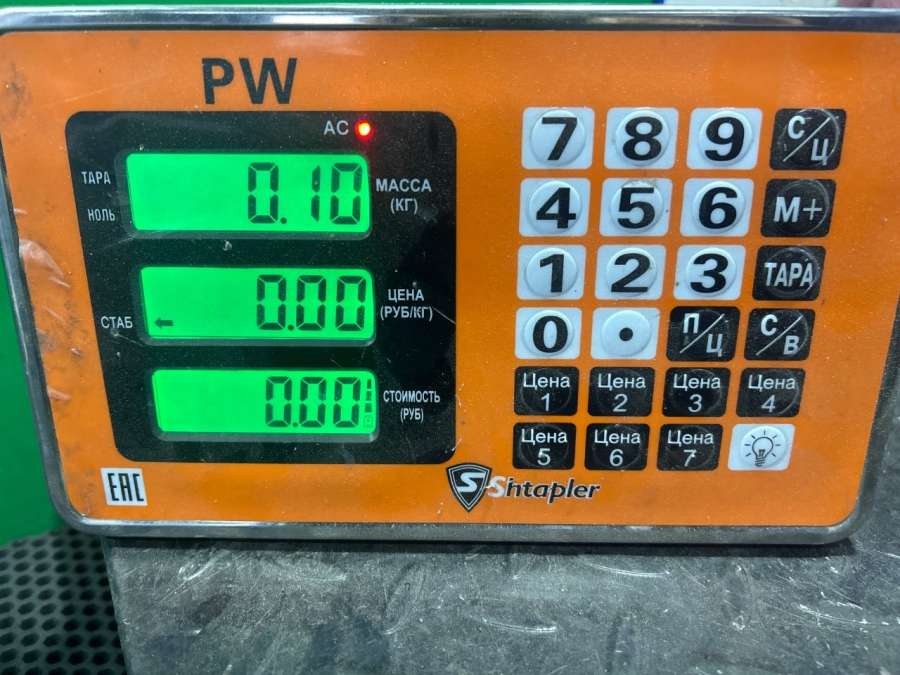 PW
AC
ТАРА
НОЛЬ
0.10
МАССА
(КГ)
СТАБ
0.00
ЦЕНА
(РУБ/КГ)
0.00
СТОИМОСТЬ
(РУБ)
7 8 9 С/Ц
4 5 6 М+
1 2 3 ТАРА
0 . П/Ц С/В
Цена 1 Цена 2 Цена 3 Цена 4
Цена 5 Цена 6 Цена 7
EAC
S Shtapler